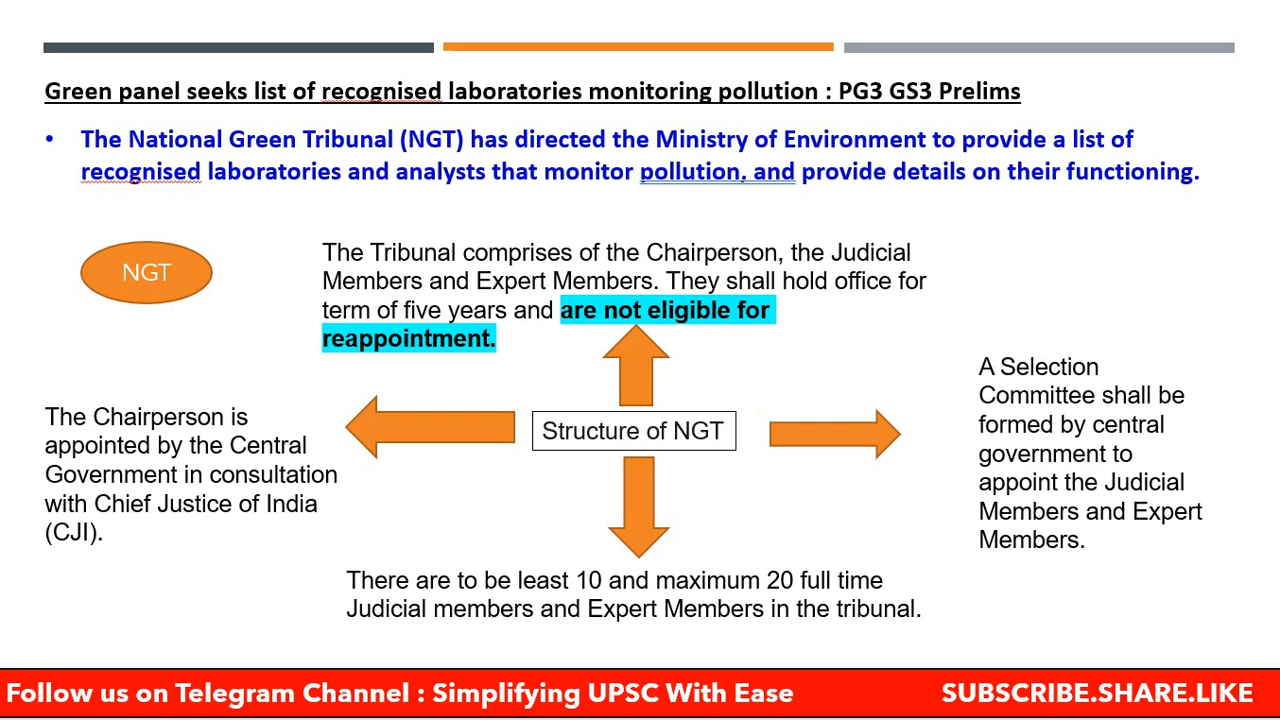 Green panel seeks list of recognised laboratories monitoring pollution : PG3 GS3 Prelims
• The National Green Tribunal (NGT) has directed the Ministry of Environment to provide a list of
recognised laboratories and analysts that monitor pollution, and provide details on their functioning.
NGT
The Tribunal comprises of the Chairperson, the Judicial
Members and Expert Members. They shall hold office for
term of five years and are not eligible for
reappointment.
The Chairperson is
appointed by the Central
Government in consultation
with Chief Justice of India
(CJI).
Structure of NGT
A Selection
Committee shall be
formed by central
government to
appoint the Judicial
Members and Expert
Members.
There are to be least 10 and maximum 20 full time
Judicial members and Expert Members in the tribunal.
Follow us on Telegram Channel : Simplifying UPSC With Ease
SUBSCRIBE.SHARE.LIKE